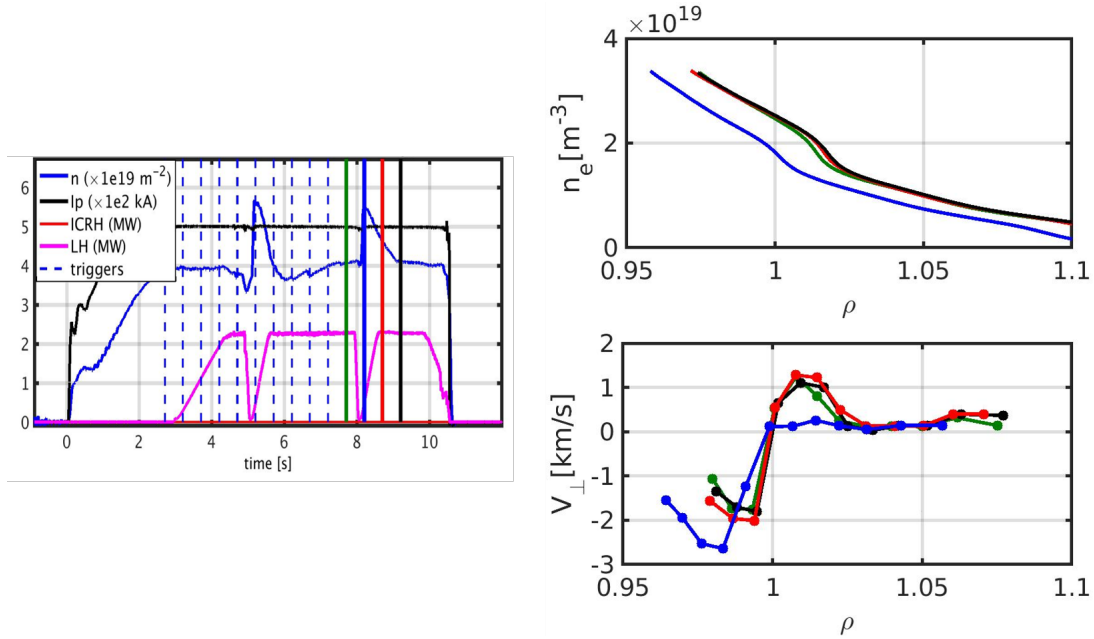 6
5
4
3
2
1
0
n (×1e19 m⁻²)
Ip (×1e2 kA)
ICRH (MW)
LH (MW)
triggers
0 2 4 6 8 10
time [s]
×10¹⁹
4
2
0
nₑ[m⁻³]
0.95 1 1.05 1.1
ρ
2
1
0
-1
-2
-3
V⊥[km/s]
0.95 1 1.05 1.1
ρ